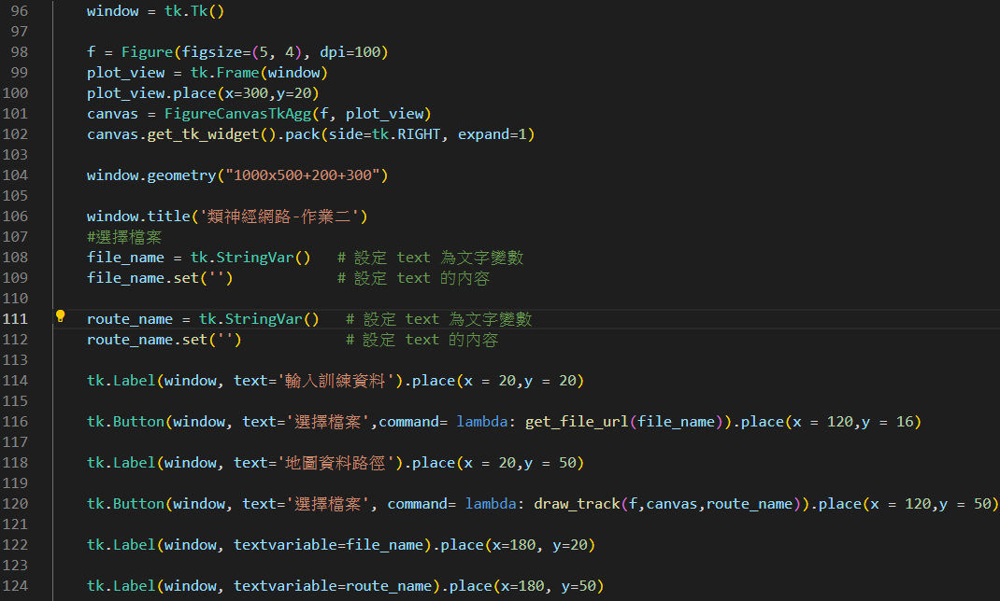 96 window = tk.Tk()
97
98 f = Figure(figsize=(5, 4), dpi=100)
99 plot_view = tk.Frame(window)
100 plot_view.place(x=300,y=20)
101 canvas = FigureCanvasTkAgg(f, plot_view)
102 canvas.get_tk_widget().pack(side=tk.RIGHT, expand=1)
103
104 window.geometry("1000x500+200+300")
105
106 window.title('類神經網路-作業二')
107 #選擇檔案
108 file_name = tk.StringVar()   # 設定 text 為文字變數
109 file_name.set('')            # 設定 text 的內容
110
111 route_name = tk.StringVar()   # 設定 text 為文字變數
112 route_name.set('')            # 設定 text 的內容
113
114 tk.Label(window, text='輸入訓練資料').place(x = 20,y = 20)
115
116 tk.Button(window, text='選擇檔案',command= lambda: get_file_url(file_name)).place(x = 120,y = 16)
117
118 tk.Label(window, text='地圖資料路徑').place(x = 20,y = 50)
119
120 tk.Button(window, text='選擇檔案', command= lambda: draw_track(f,canvas,route_name)).place(x = 120,y = 50)
121
122 tk.Label(window, textvariable=file_name).place(x=180, y=20)
123
124 tk.Label(window, textvariable=route_name).place(x=180, y=50)